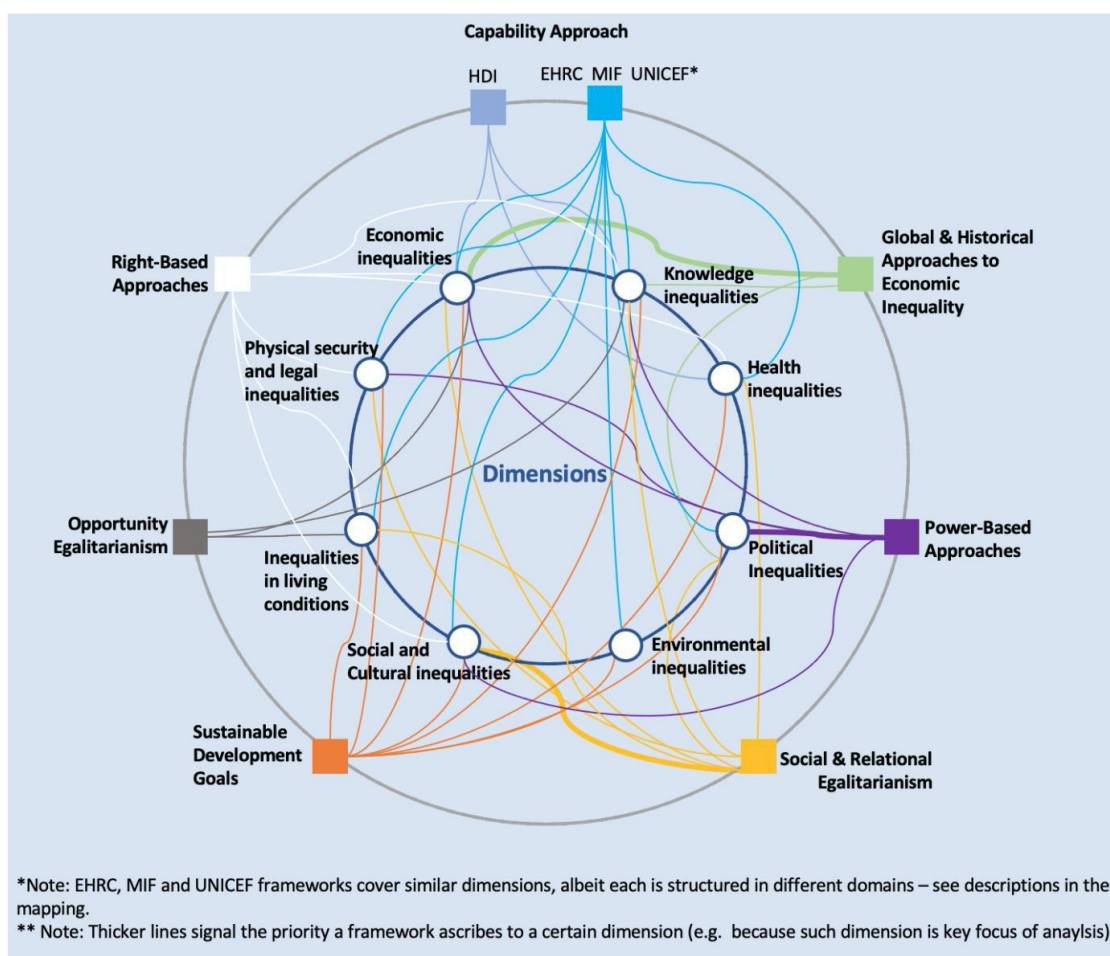 Capability Approach
HDI
EHRC MIF UNICEF*
Economic
inequalities
Right-Based
Approaches
Knowledge
inequalities
Global & Historical
Approaches to
Economic
Inequality
Physical security
and legal
inequalities
Health
inequalities
Dimensions
Opportunity
Egalitarianism
Inequalities
in living
conditions
Political
Inequalities
Power-Based
Approaches
Social and
Cultural inequalities
Environmental
inequalities
Sustainable
Development
Goals
Social & Relational
Egalitarianism
*Note: EHRC, MIF and UNICEF frameworks cover similar dimensions, albeit each is structured in different domains – see descriptions in the
mapping.
** Note: Thicker lines signal the priority a framework ascribes to a certain dimension (e.g. because such dimension is key focus of anaylsis)